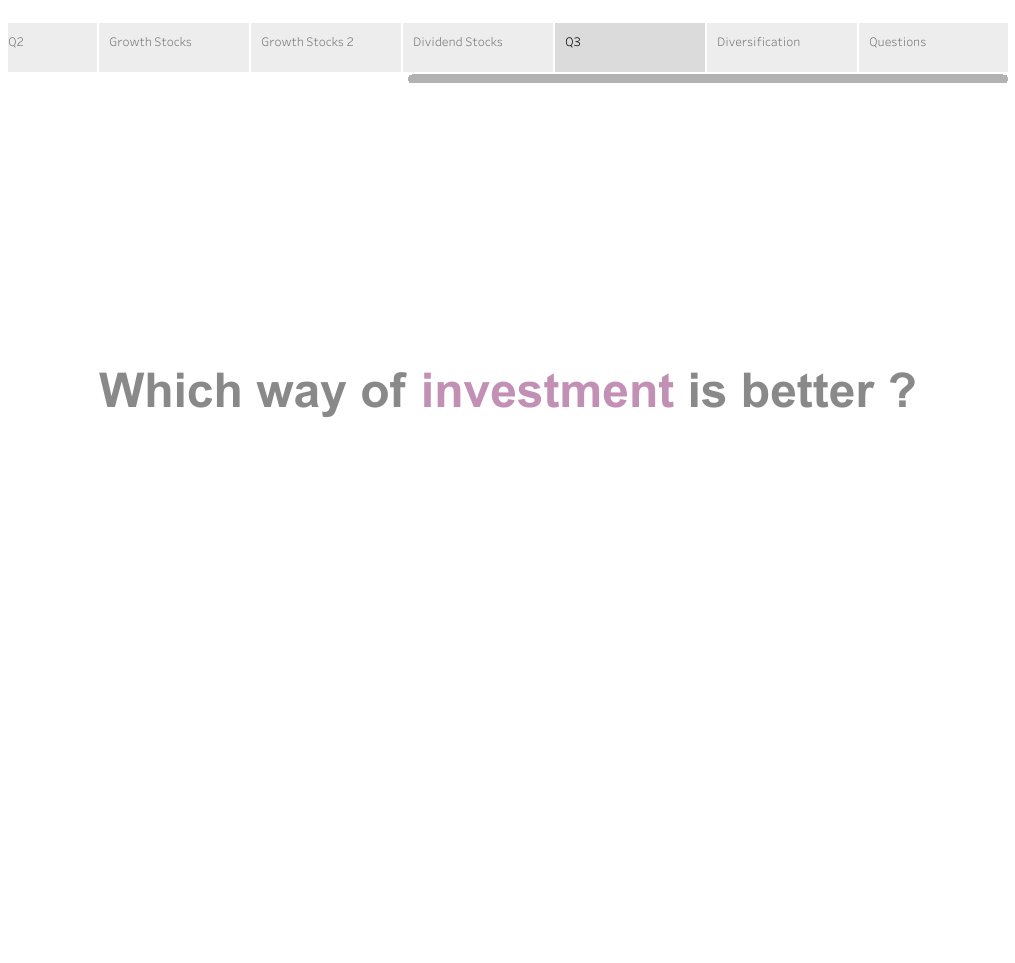 Q2
Growth Stocks
Growth Stocks 2
Dividend Stocks
Q3
Diversification
Questions
Which way of investment is better ?